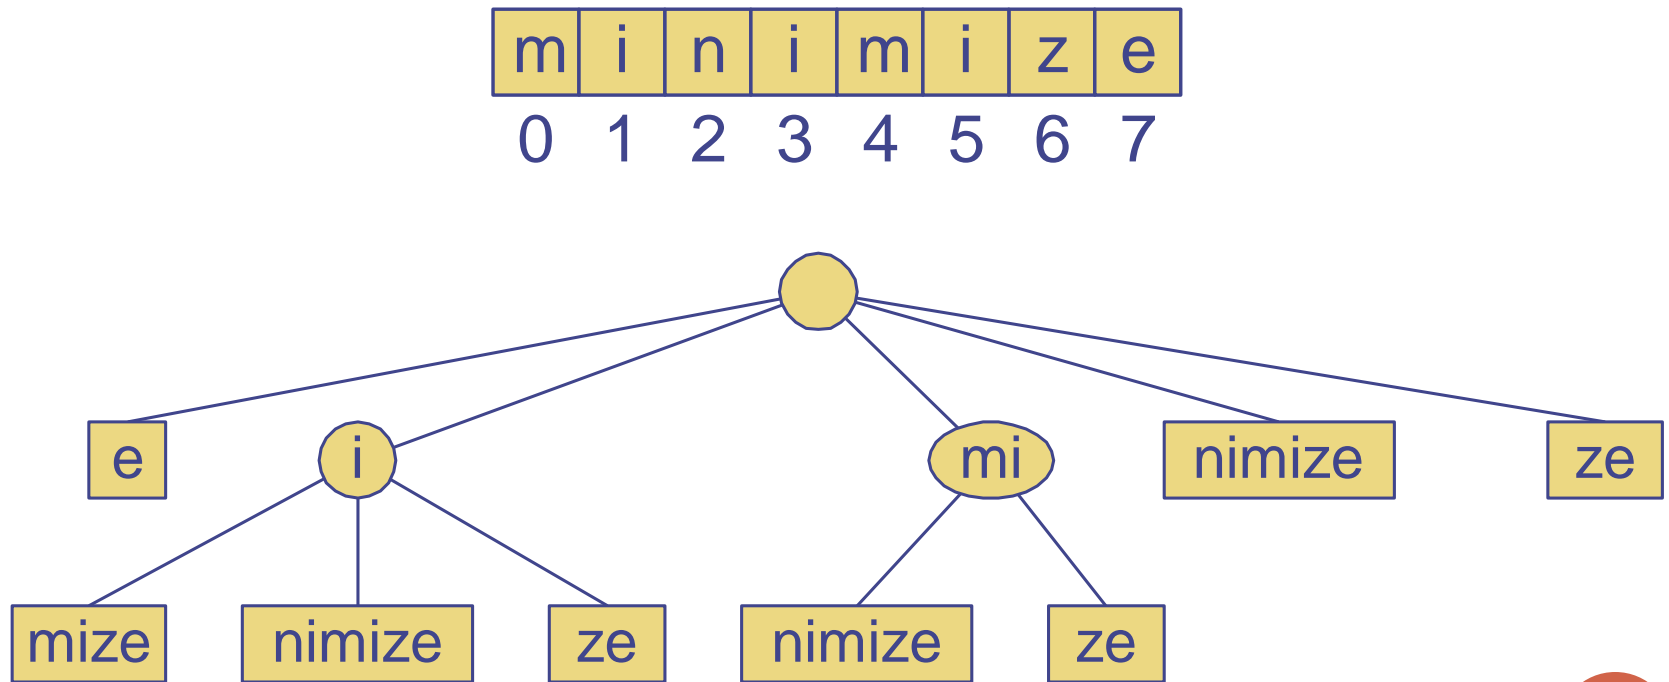 m i n i m i z e
0 1 2 3 4 5 6 7
e i mi nimize ze
mize nimize ze nimize ze